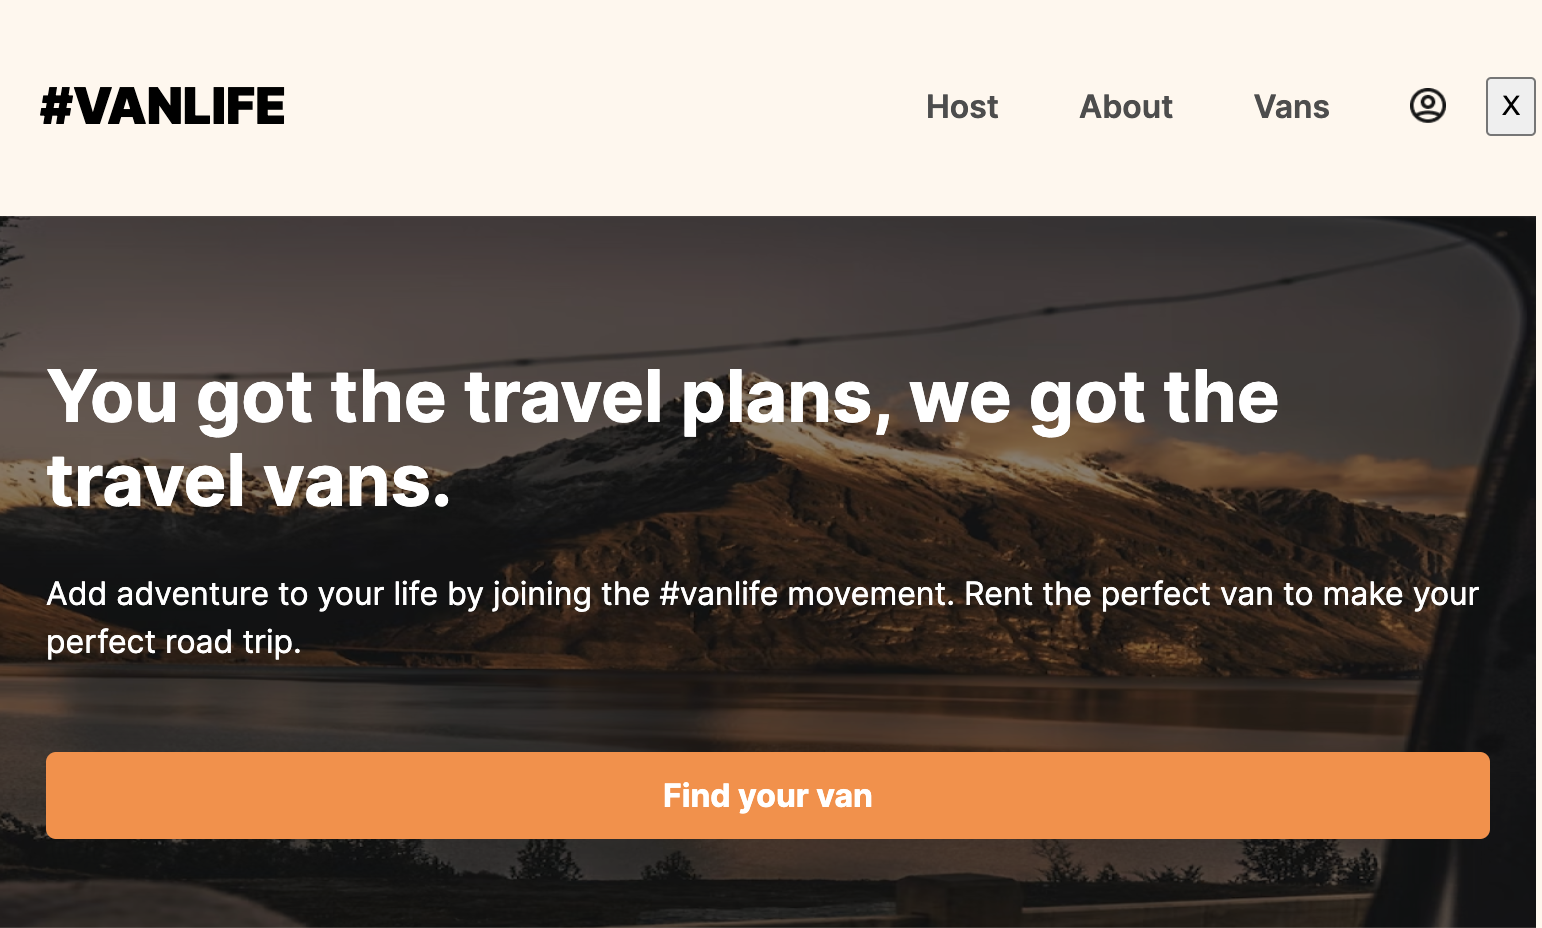 #VANLIFE
Host About Vans X
You got the travel plans, we got the
travel vans.
Add adventure to your life by joining the #vanlife movement. Rent the perfect van to make your
perfect road trip.
Find your van